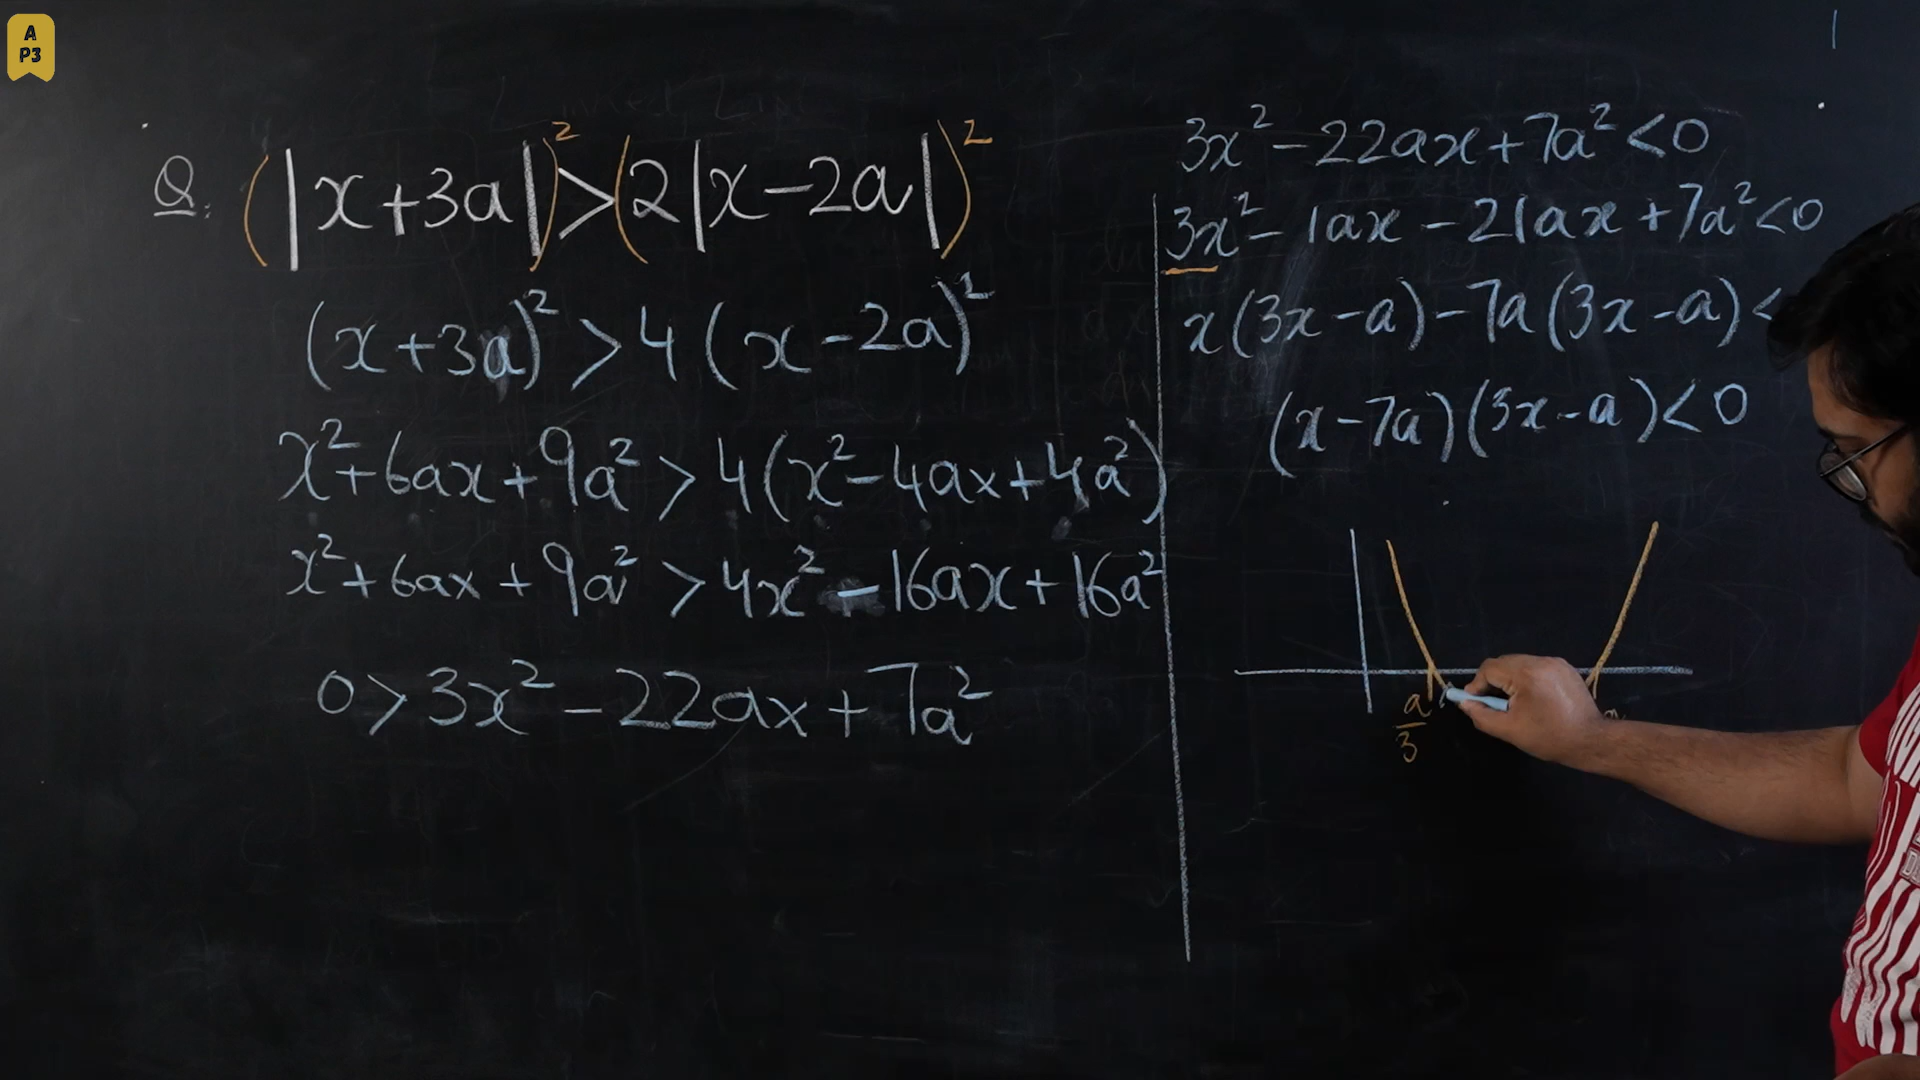 A
P3
Q. (|x+3a|)² > (2|x-2a|)²
(x+3a)² > 4(x-2a)²
x²+6ax+9a² > 4(x²-4ax+4a²)
x²+6ax+9a² > 4x²-16ax+16a²
0 > 3x²-22ax+7a²
3x²-22ax+7a² < 0
3x²-1ax-21ax+7a² < 0
x(3x-a)-7a(3x-a) <
(x-7a)(3x-a) < 0
a/3